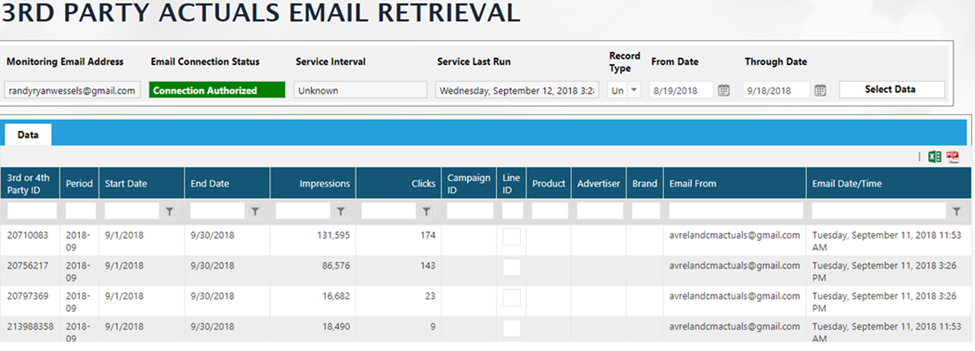 3RD PARTY ACTUALS EMAIL RETRIEVAL
Monitoring Email Address Email Connection Status Service Interval Service Last Run Record Type From Date Through Date
randyryanwessels@gmail.com Connection Authorized Unknown Wednesday, September 12, 2018 3:2 Un 8/19/2018 9/18/2018 Select Data
Data
3rd or 4th Party ID Period Start Date End Date Impressions Clicks Campaign ID Line ID Product Advertiser Brand Email From Email Date/Time
20710083 2018-09 9/1/2018 9/30/2018 131,595 174 avrelandcmactuals@gmail.com Tuesday, September 11, 2018 11:53 AM
20756217 2018-09 9/1/2018 9/30/2018 86,576 143 avrelandcmactuals@gmail.com Tuesday, September 11, 2018 3:26 PM
20797369 2018-09 9/1/2018 9/30/2018 16,682 23 avrelandcmactuals@gmail.com Tuesday, September 11, 2018 3:26 PM
213988358 2018-09 9/1/2018 9/30/2018 18,490 9 avrelandcmactuals@gmail.com Tuesday, September 11, 2018 11:53 AM